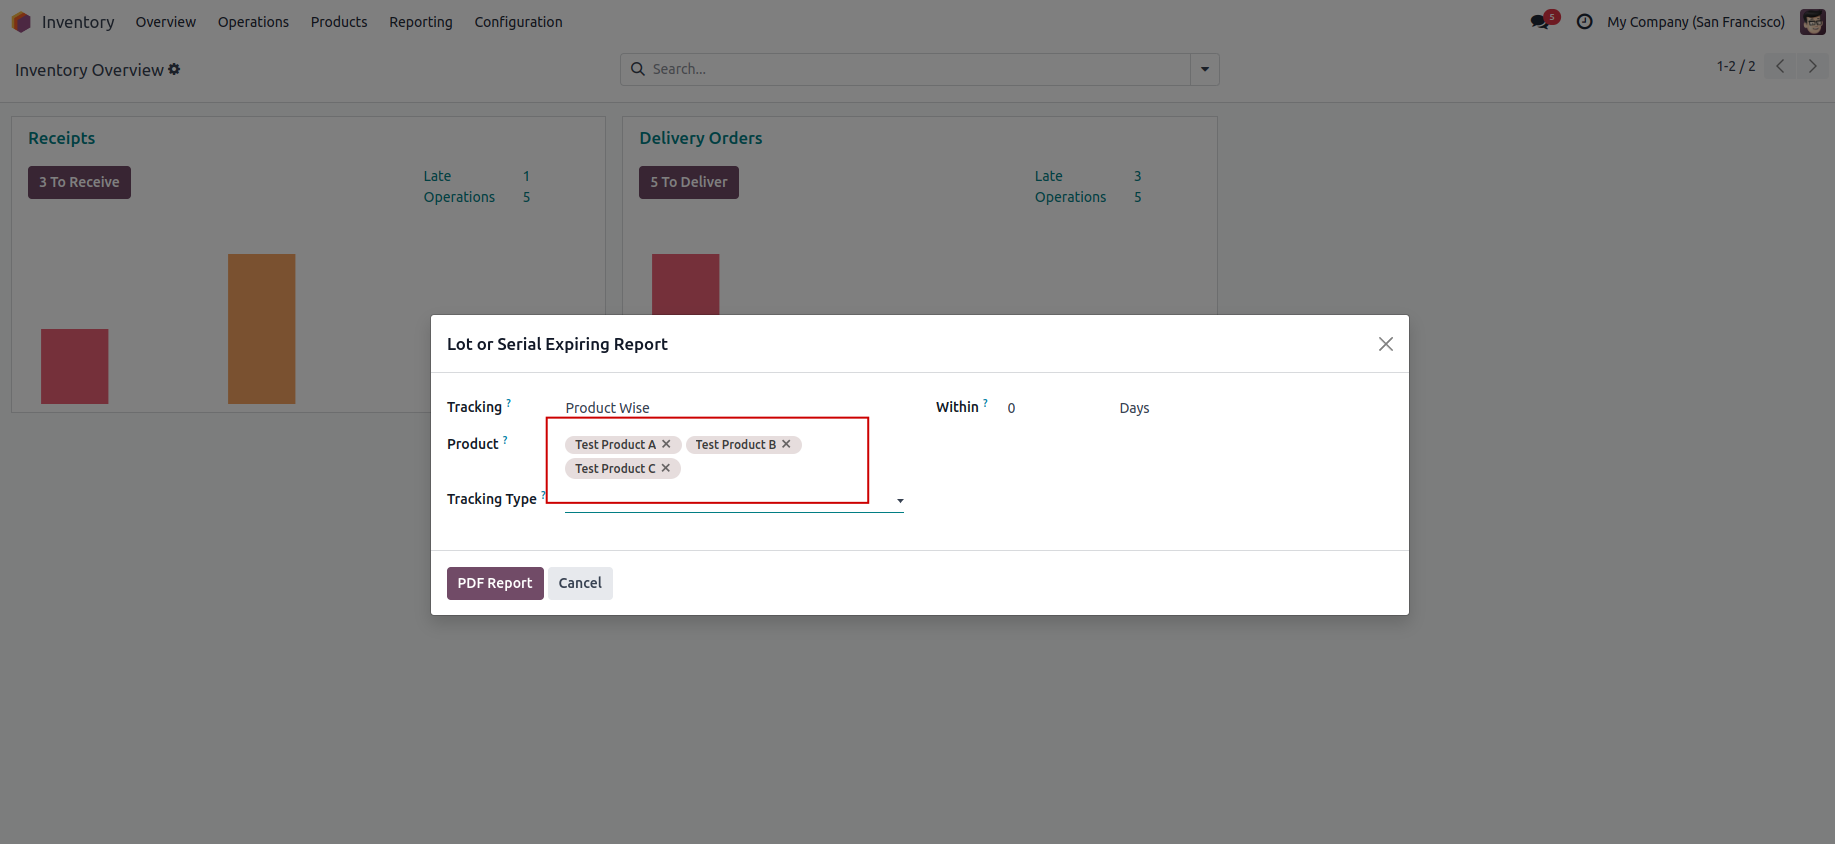 Inventory Overview Operations Products Reporting Configuration 5 My Company (San Francisco)
Inventory Overview Search... 1-2 / 2
Receipts
3 To Receive
Late 1
Operations 5
Delivery Orders
5 To Deliver
Late 3
Operations 5
Lot or Serial Expiring Report
Tracking ? Product Wise
Within ? 0 Days
Product ? Test Product A × Test Product B ×
Test Product C ×
Tracking Type ?
PDF Report Cancel